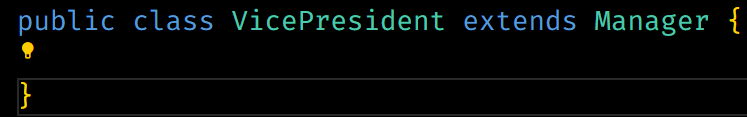 public class VicePresident extends Manager {
}